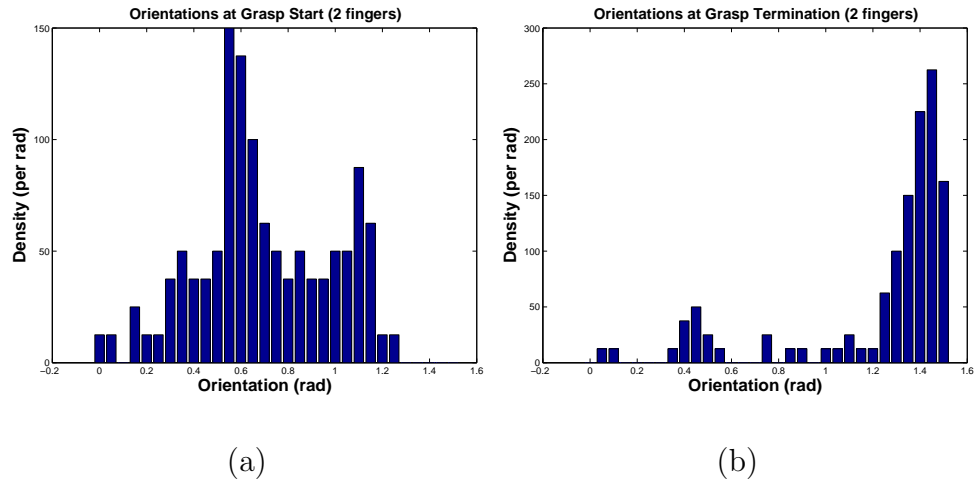 Orientations at Grasp Start (2 fingers)
150
100
50
0
Density (per rad)
−0.2 0 0.2 0.4 0.6 0.8 1 1.2 1.4 1.6
Orientation (rad)
(a)
Orientations at Grasp Termination (2 fingers)
300
250
200
150
100
50
0
Density (per rad)
−0.2 0 0.2 0.4 0.6 0.8 1 1.2 1.4 1.6
Orientation (rad)
(b)